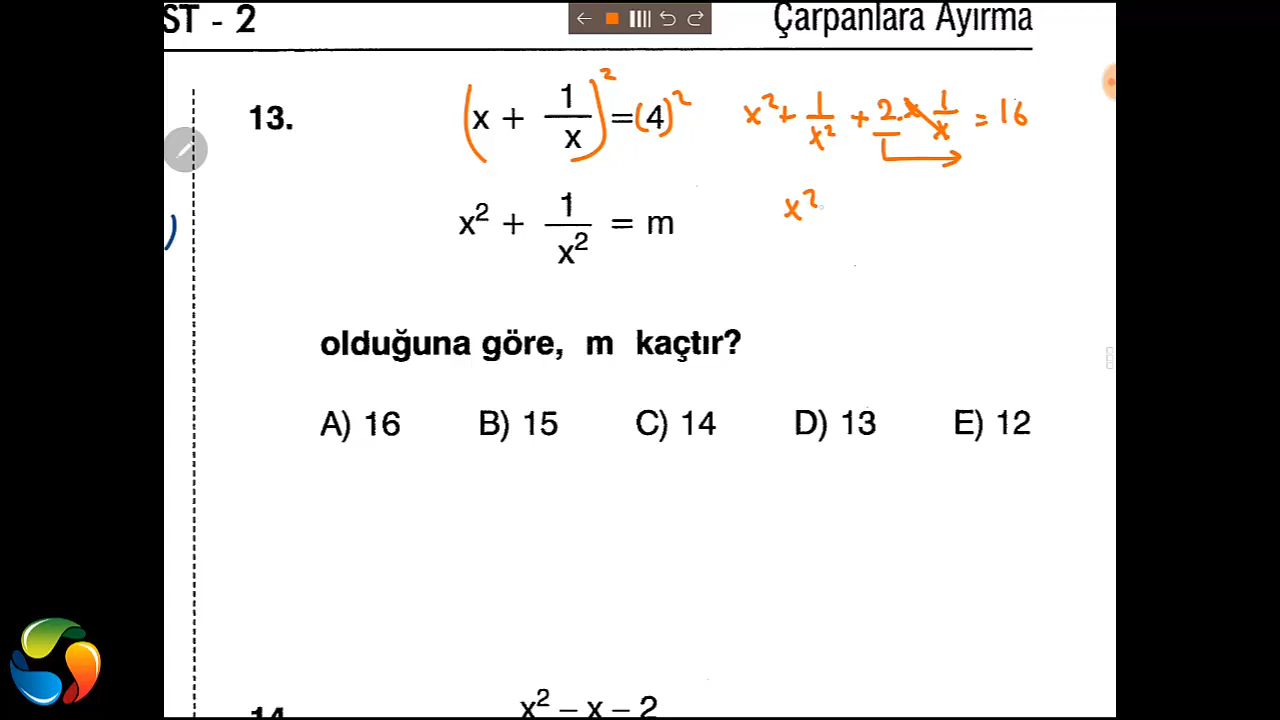 ST - 2
Çarpanlara Ayırma
13. (x + 1/x)² = (4)²
x² + 1/x² + 2.x 1/x = 16
x² + 1/x² = m
x²
olduğuna göre, m kaçtır?
A) 16 B) 15 C) 14 D) 13 E) 12
14. x² – x – 2